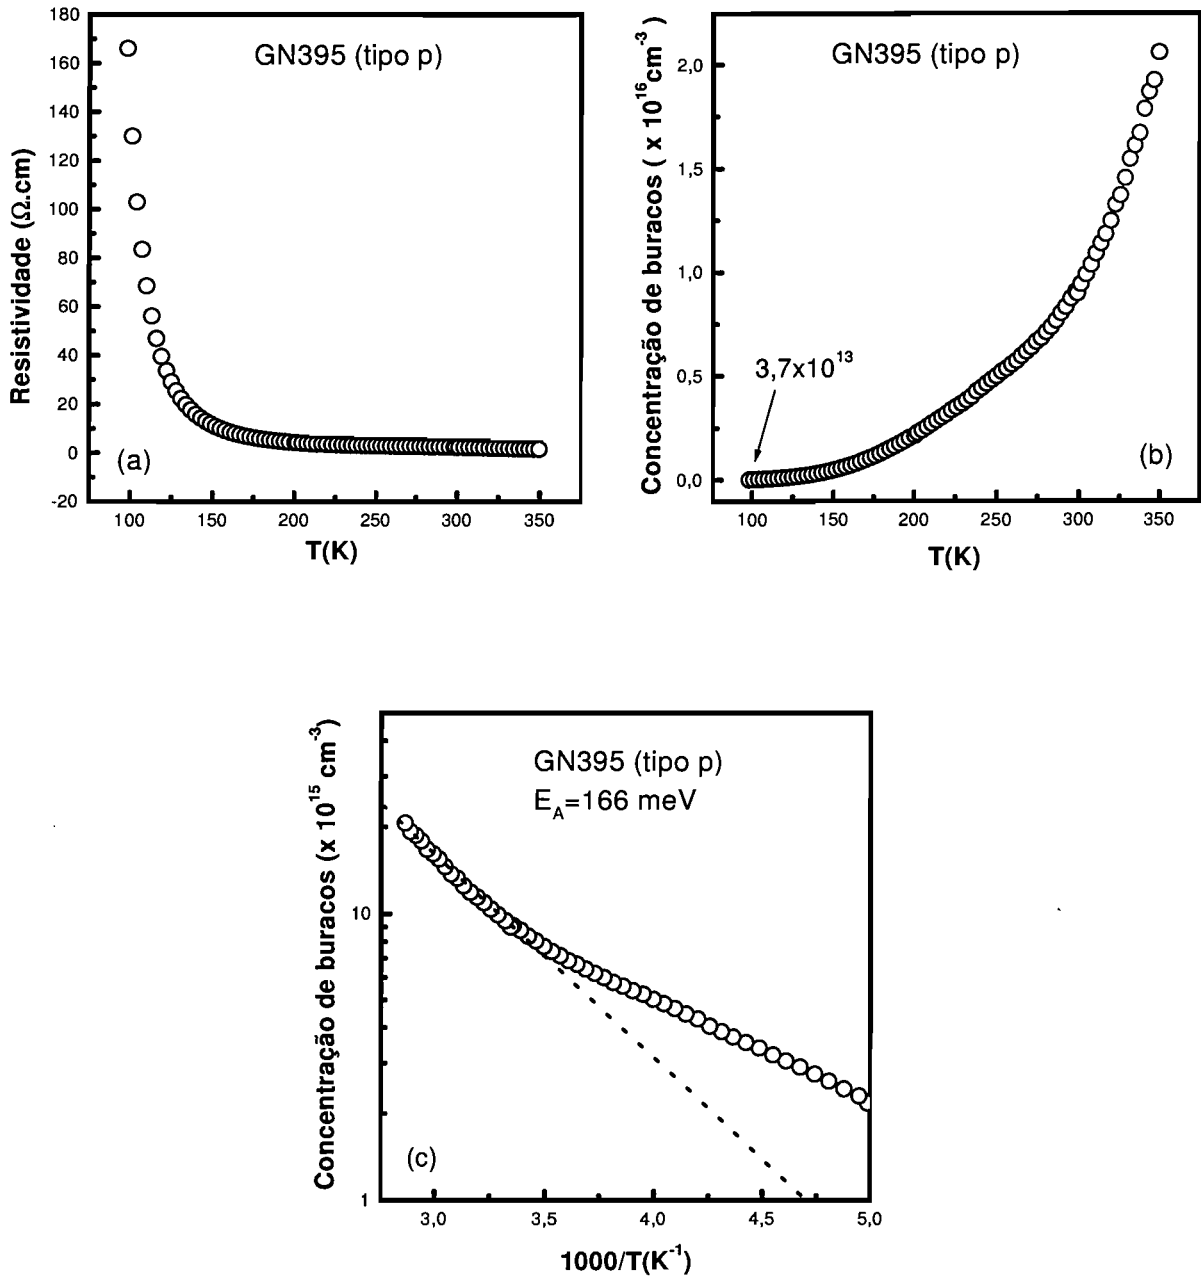 GN395 (tipo p)
Resistividade (Ω.cm)
180
160
140
120
100
80
60
40
20
0
-20
(a)
100 150 200 250 300 350
T(K)
GN395 (tipo p)
Concentração de buracos ( x 10^16 cm^-3)
2,0
1,5
1,0
0,5
0,0
3,7x10^13
(b)
100 150 200 250 300 350
T(K)
GN395 (tipo p)
E_A=166 meV
Concentração de buracos (x 10^15 cm^-3)
10
1
(c)
3,0 3,5 4,0 4,5 5,0
1000/T(K^-1)